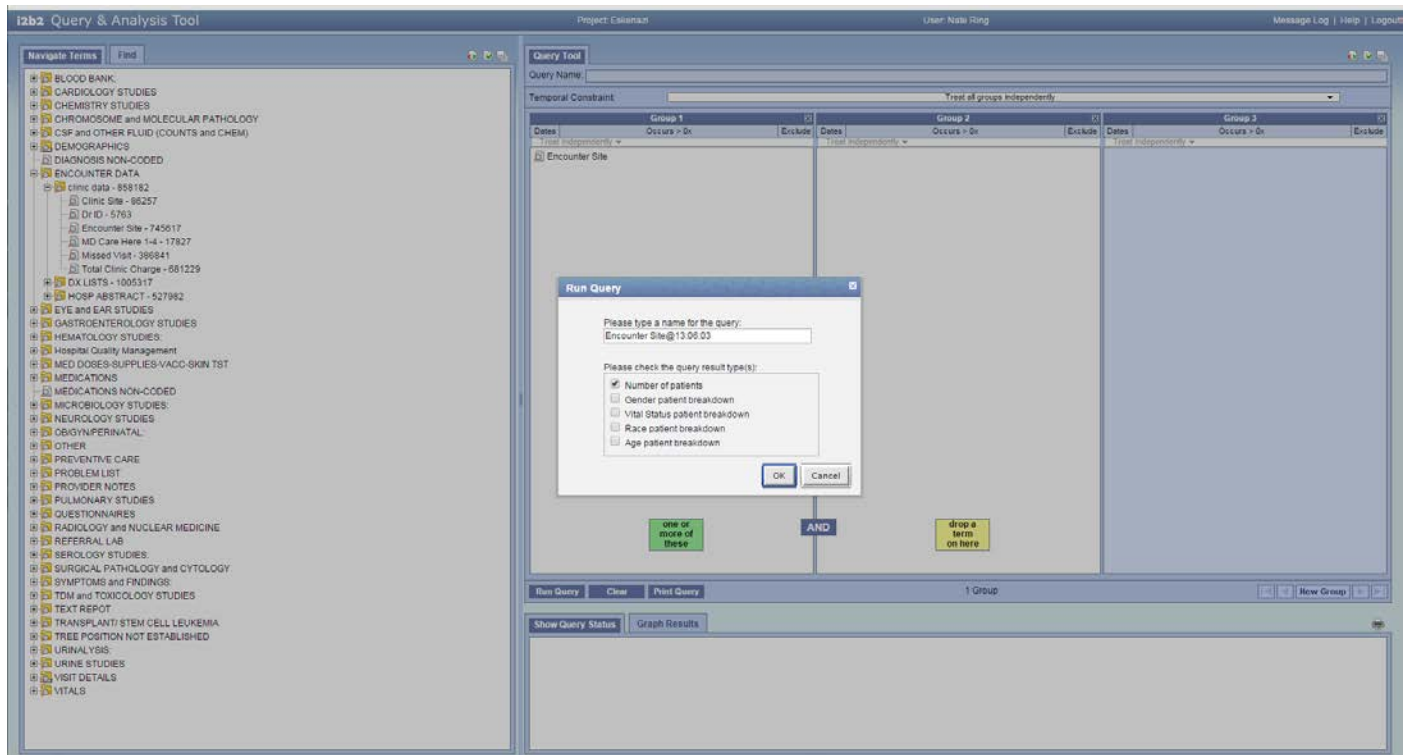 i2b2 Query & Analysis Tool
Project: Eskenazi
User: Nate Ring
Message Log | Help | Logout
Navigate Terms
Find
BLOOD BANK:
CARDIOLOGY STUDIES
CHEMISTRY STUDIES
CHROMOSOME and MOLECULAR PATHOLOGY
CSF and OTHER FLUID (COUNTS and CHEM)
DEMOGRAPHICS
DIAGNOSIS NON-CODED
ENCOUNTER DATA
clinic data - 858182
Clinic Site - 86257
Dr ID - 5763
Encounter Site - 745617
MD Care Here 1-4 - 17827
Missed Visit - 386841
Total Clinic Charge - 681229
DX LISTS - 1005317
HOSP ABSTRACT - 527982
EYE and EAR STUDIES
GASTROENTEROLOGY STUDIES
HEMATOLOGY STUDIES:
Hospital Quality Management
MED DOSES-SUPPLIES-VACC-SKIN TST
MEDICATIONS
MEDICATIONS NON-CODED
MICROBIOLOGY STUDIES:
NEUROLOGY STUDIES
OB/GYN/PERINATAL:
OTHER
PREVENTIVE CARE
PROBLEM LIST
PROVIDER NOTES
PULMONARY STUDIES
QUESTIONNAIRES
RADIOLOGY and NUCLEAR MEDICINE
REFERRAL LAB
SEROLOGY STUDIES:
SURGICAL PATHOLOGY and CYTOLOGY
SYMPTOMS and FINDINGS:
TDM and TOXICOLOGY STUDIES
TEXT REPOT
TRANSPLANT/ STEM CELL LEUKEMIA
TREE POSITION NOT ESTABLISHED
URINALYSIS:
URINE STUDIES
VISIT DETAILS
VITALS
Query Tool
Query Name:
Temporal Constraint:
Treat all groups independently
Group 1
Group 2
Group 3
Dates
Occurs > 0x
Exclude
Dates
Occurs > 0x
Exclude
Dates
Occurs > 0x
Exclude
Treat Independently
Treat Independently
Treat Independently
Encounter Site
Run Query
Please type a name for the query:
Encounter Site@13:06:03
Please check the query result type(s):
Number of patients
Gender patient breakdown
Vital Status patient breakdown
Race patient breakdown
Age patient breakdown
OK
Cancel
one or
more of
these
AND
drop a
term
on here
Run Query
Clear
Print Query
1 Group
New Group
Show Query Status
Graph Results